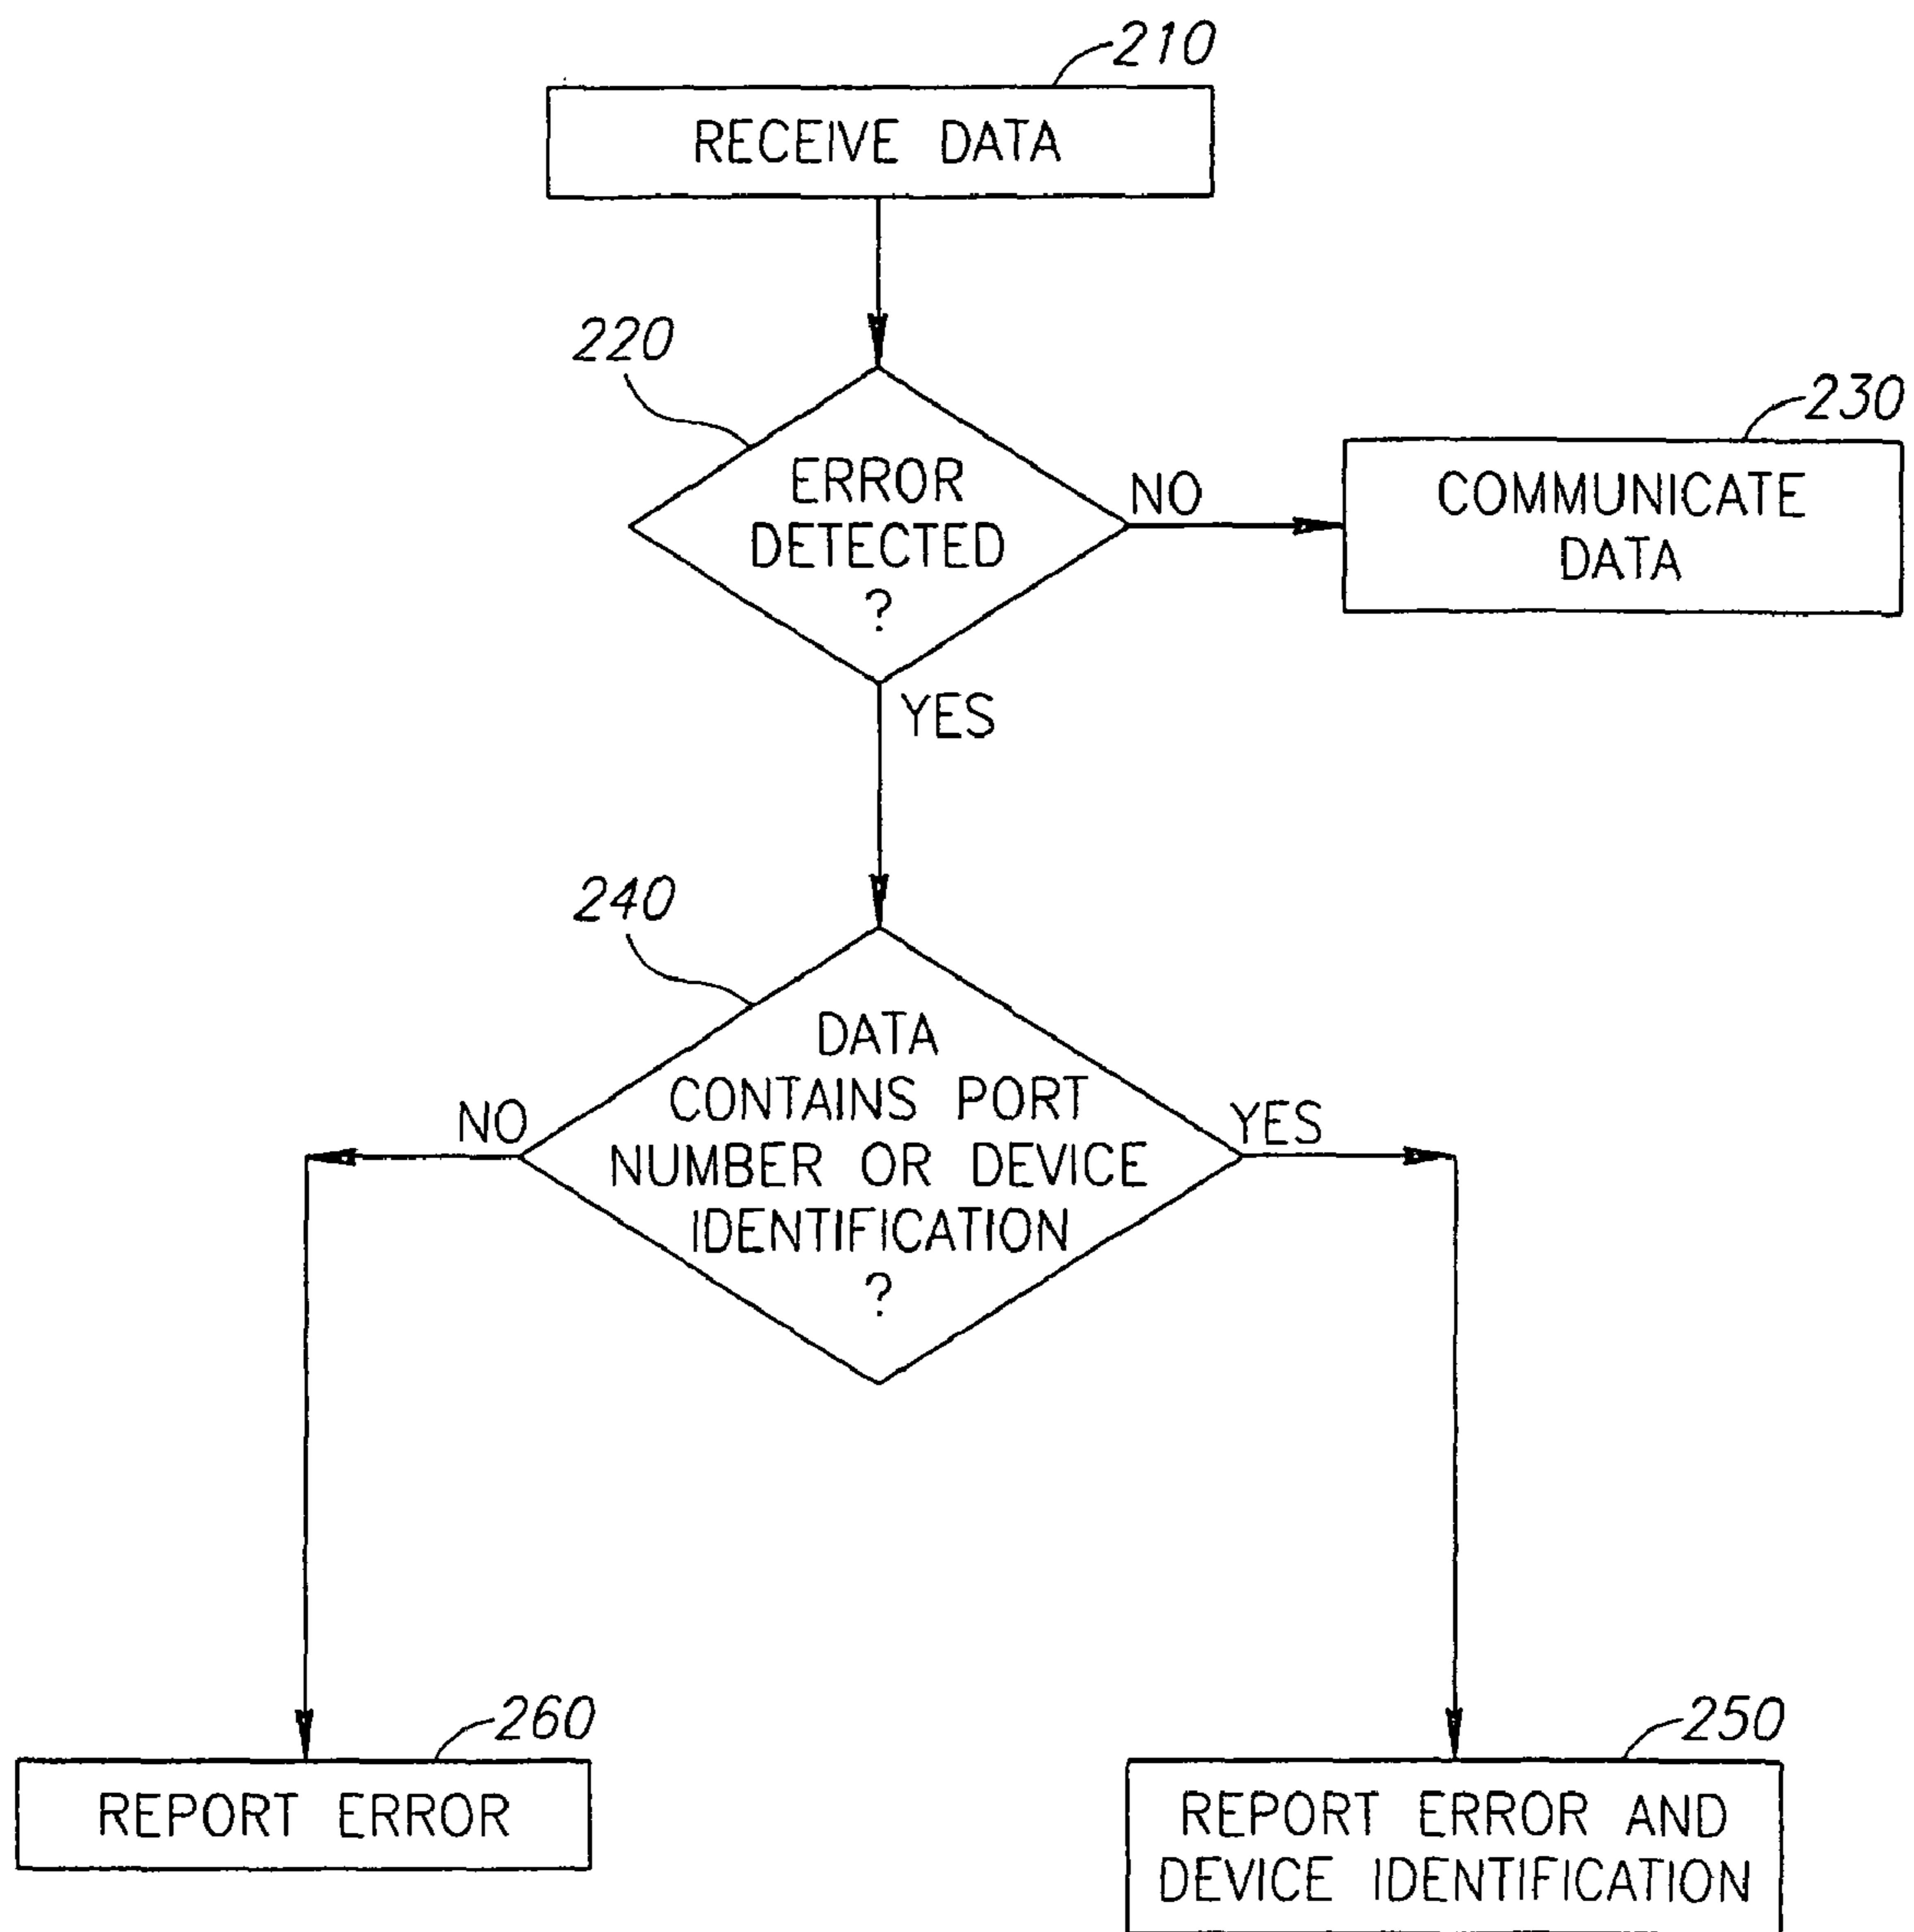 210
RECEIVE DATA
220
ERROR
DETECTED
?
NO
230
COMMUNICATE
DATA
YES
240
DATA
CONTAINS PORT
NUMBER OR DEVICE
IDENTIFICATION
?
NO
YES
260
REPORT ERROR
250
REPORT ERROR AND
DEVICE IDENTIFICATION